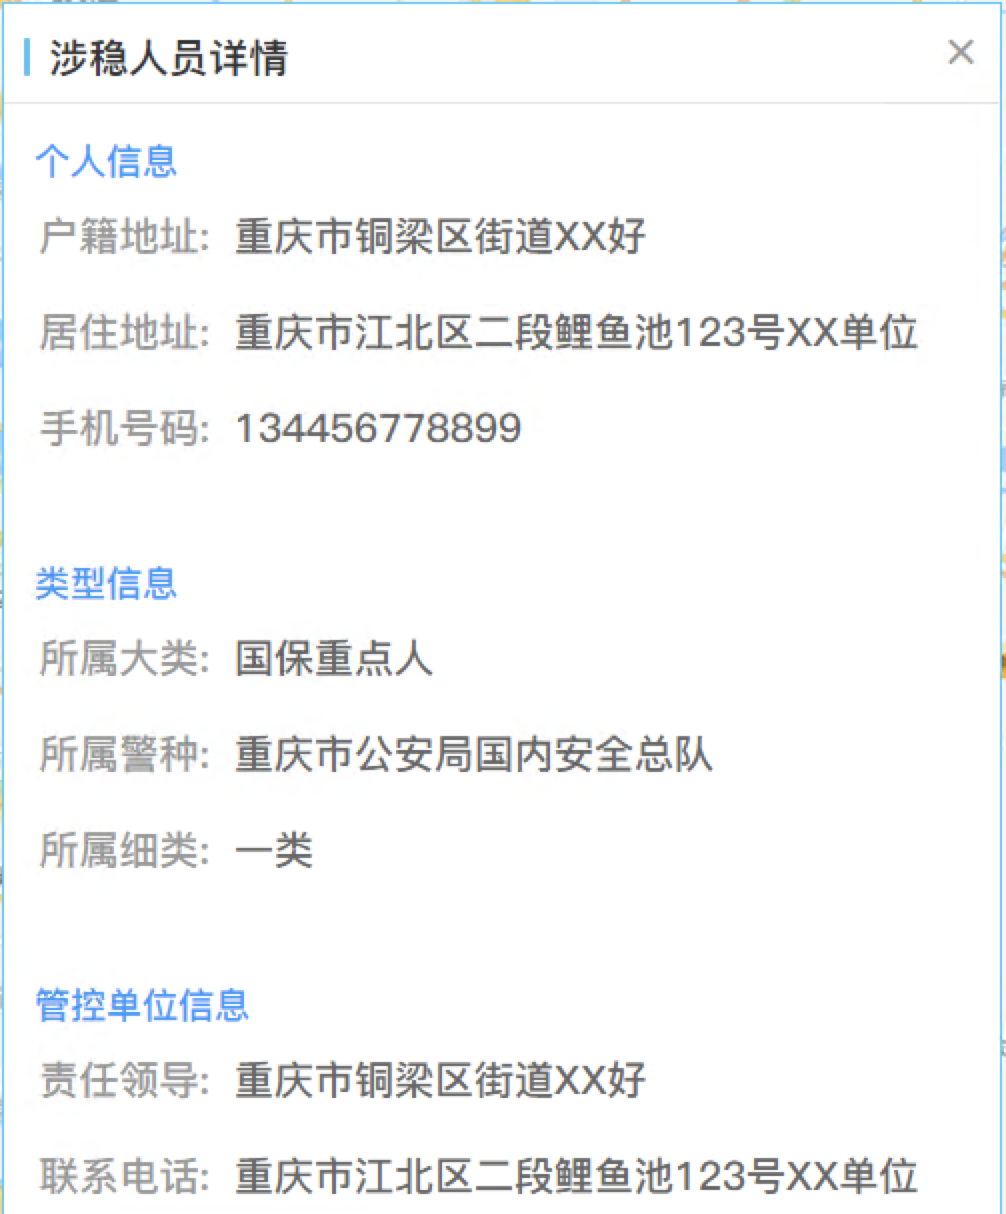 涉稳人员详情
个人信息
户籍地址: 重庆市铜梁区街道XX好
居住地址: 重庆市江北区二段鲤鱼池123号XX单位
手机号码: 134456778899
类型信息
所属大类: 国保重点人
所属警种: 重庆市公安局国内安全总队
所属细类: 一类
管控单位信息
责任领导: 重庆市铜梁区街道XX好
联系电话: 重庆市江北区二段鲤鱼池123号XX单位